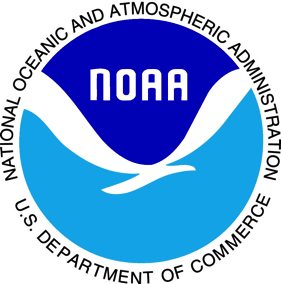 NATIONAL OCEANIC AND ATMOSPHERIC ADMINISTRATION
NOAA
U.S. DEPARTMENT OF COMMERCE